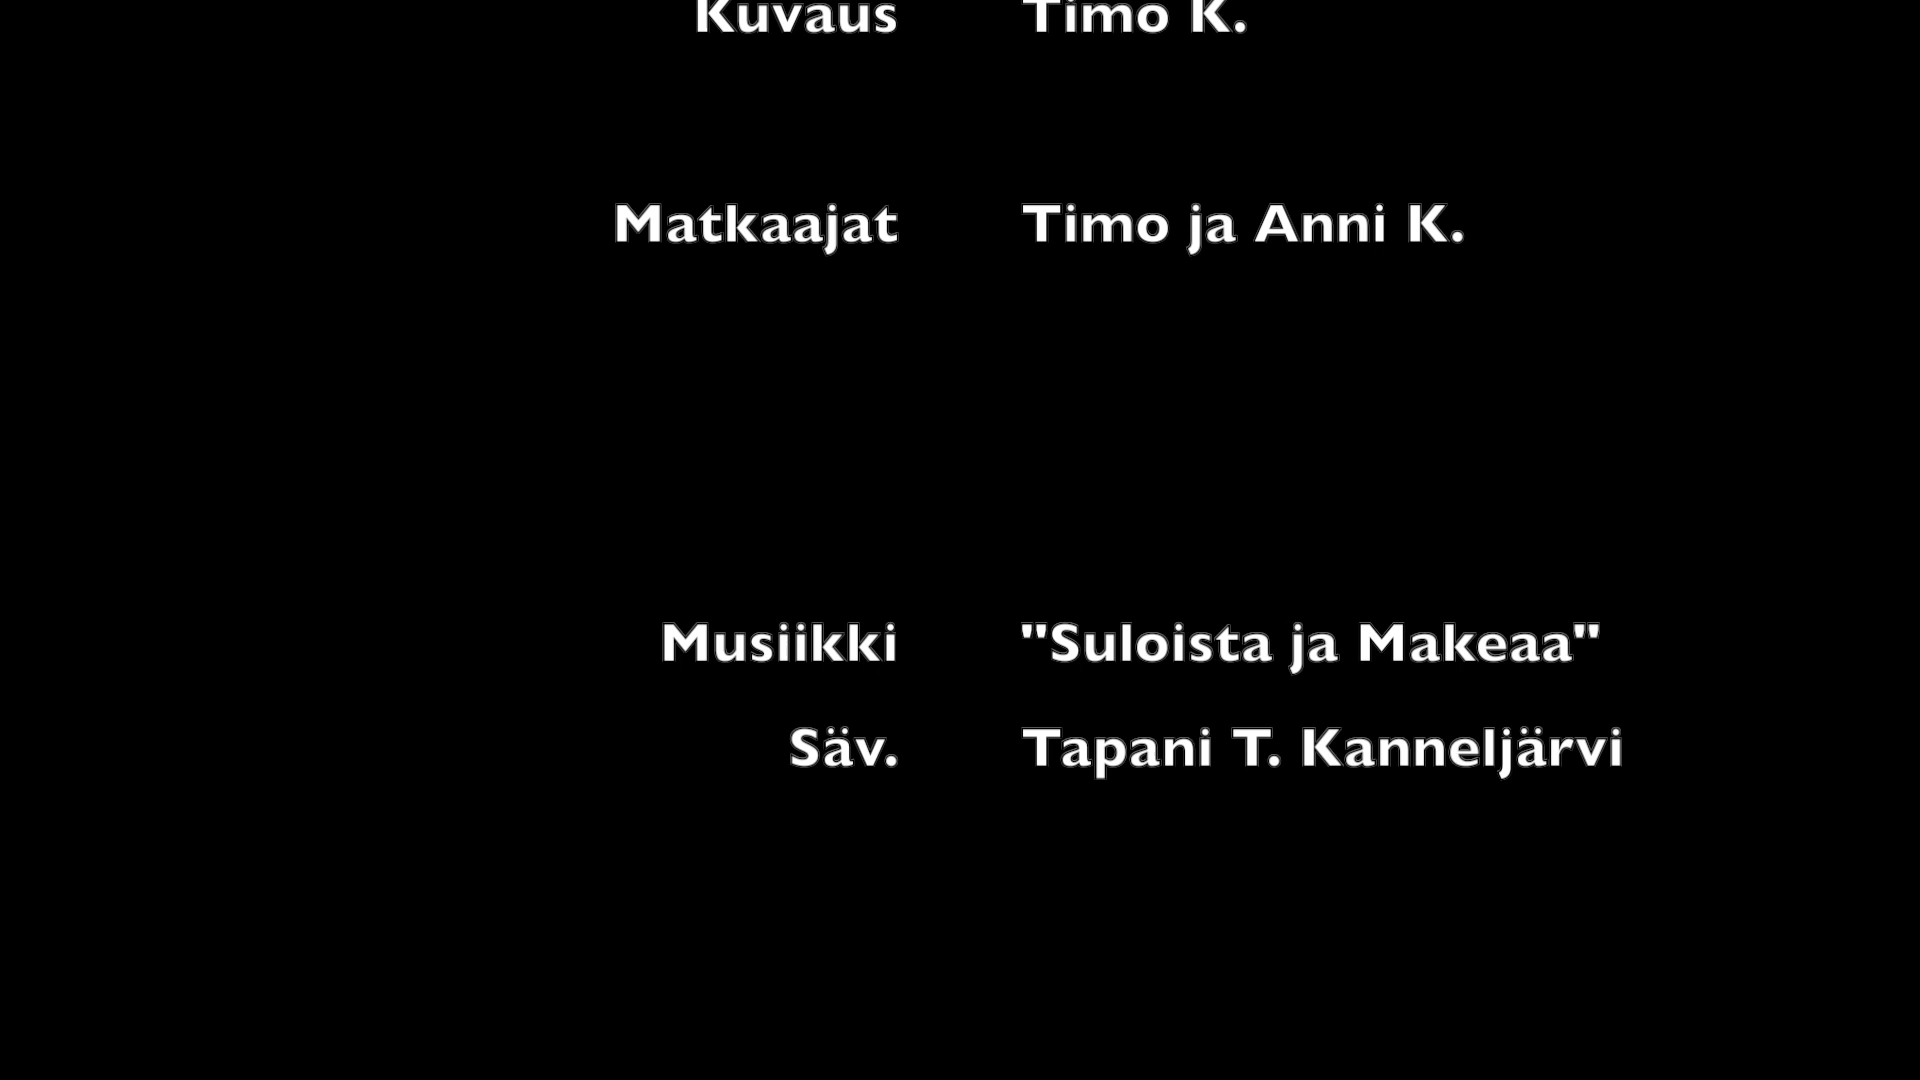 Kuvaus Timo K.
Matkaajat Timo ja Anni K.
Musiikki "Suloista ja Makeaa"
Säv. Tapani T. Kanneljärvi